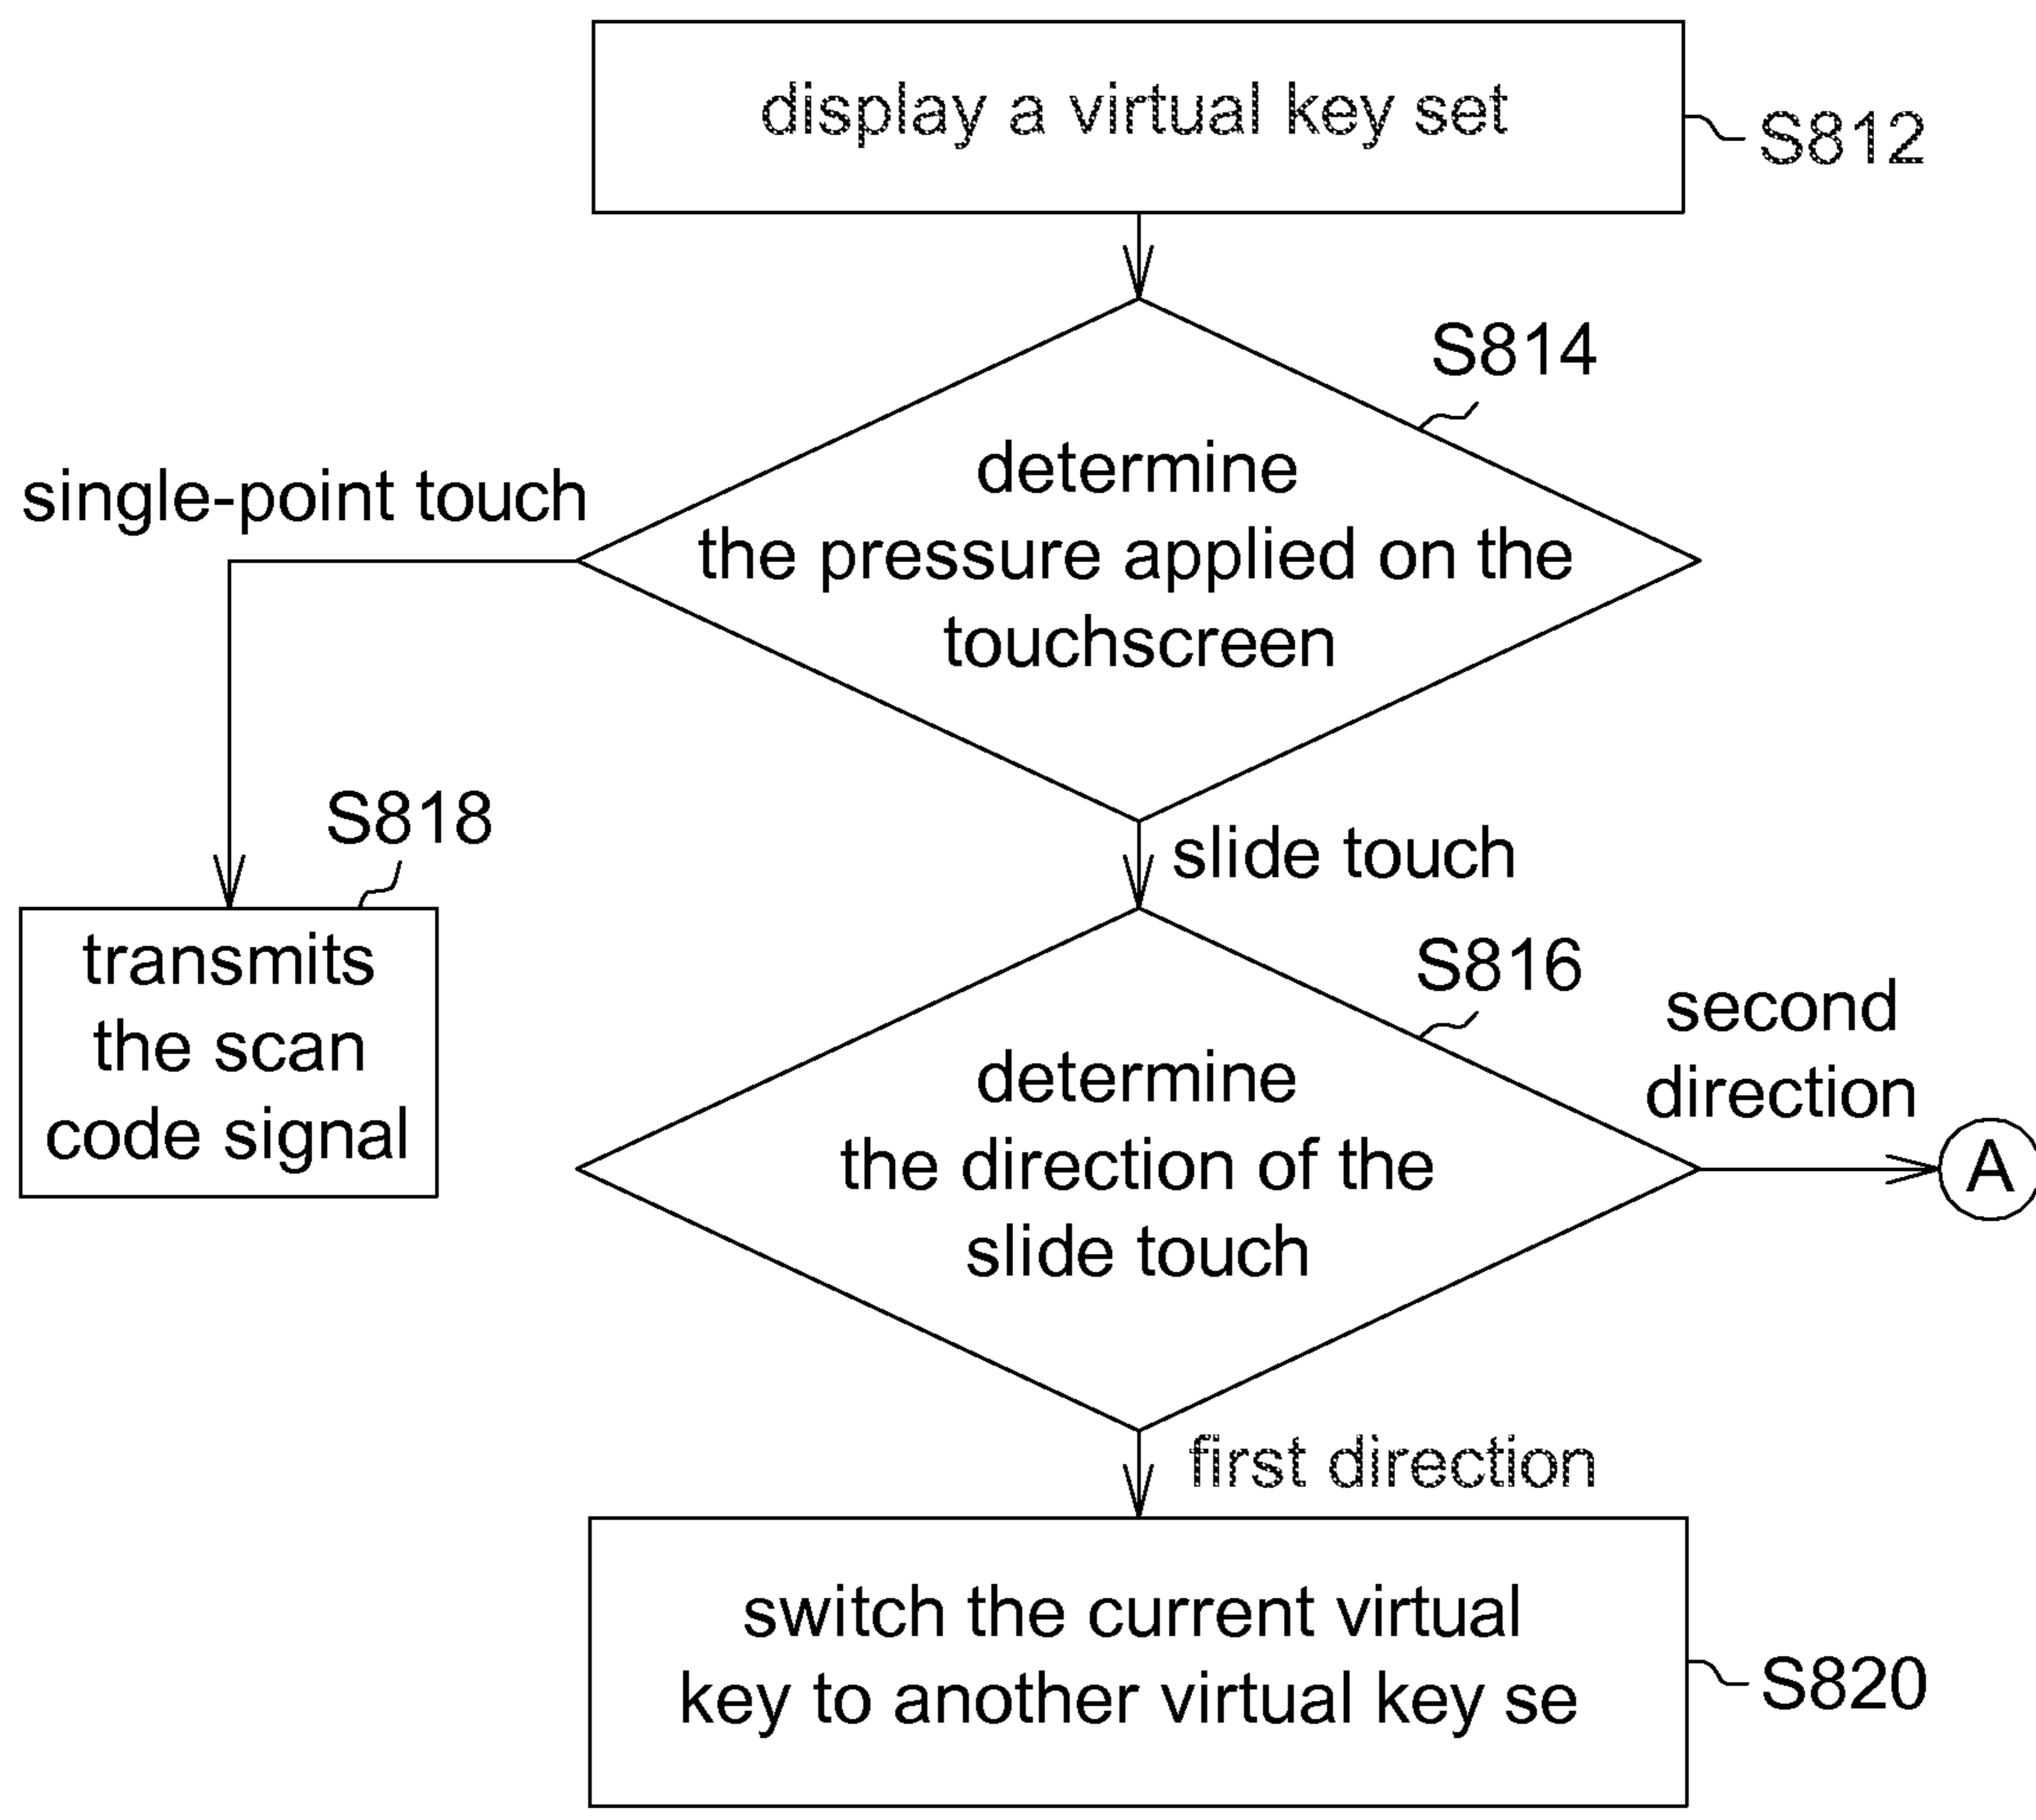 display a virtual key set
S812
S814
determine
the pressure applied on the
touchscreen
single-point touch
slide touch
S818
transmits
the scan
code signal
S816
determine
the direction of the
slide touch
second
direction
A
first direction
switch the current virtual
key to another virtual key se
S820